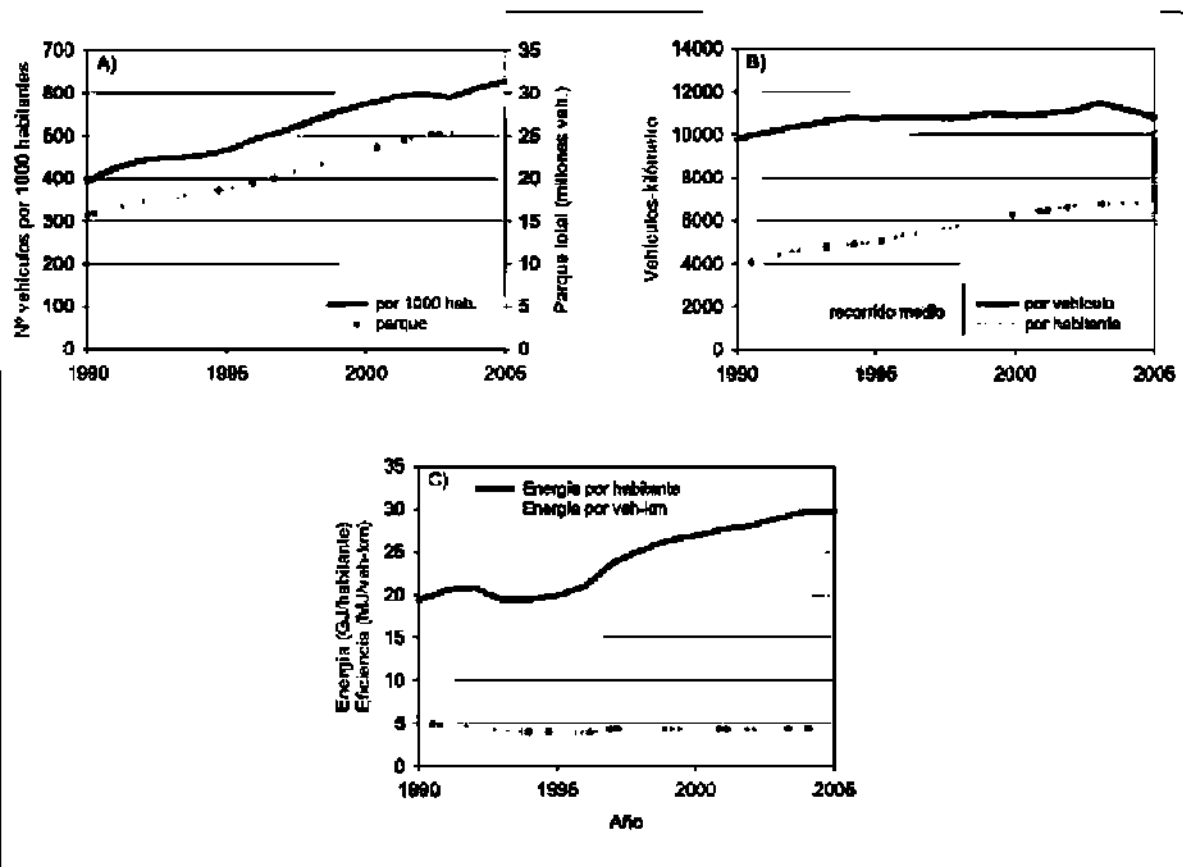 A)
Nº vehículos por 1000 habitantes
700
600
500
400
300
200
100
0
35
30
25
20
15
10
5
0
Parque total (millones veh.)
por 1000 hab.
parque
1990 1995 2000 2005
B)
Vehículos-kilómetro
14000
12000
10000
8000
6000
4000
2000
0
recorrido medio
por vehículo
por habitante
1990 1995 2000 2005
C)
Energía por habitante
Energía por veh-km
Energía (GJ/habitante)
Eficiencia (MJ/veh-km)
35
30
25
20
15
10
5
0
1990 1995 2000 2005
Año